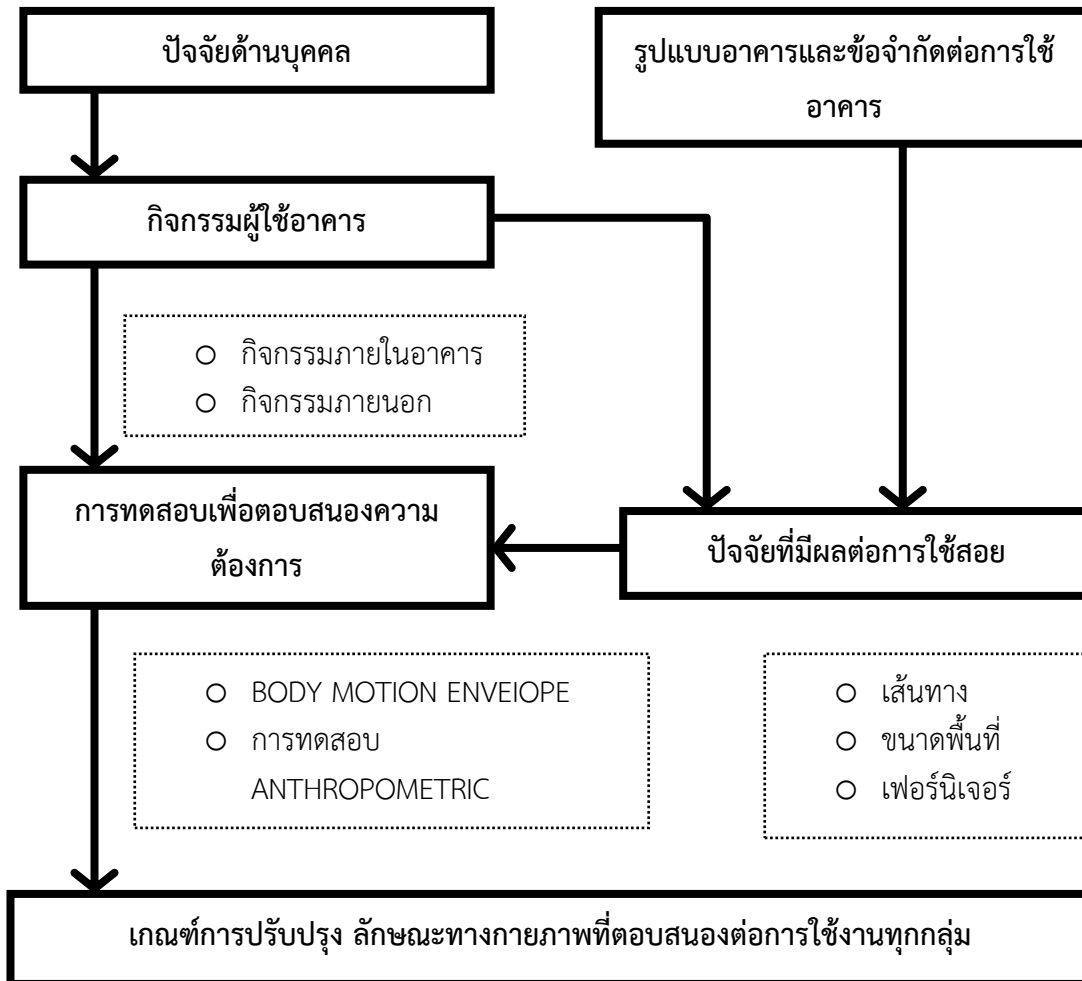 ปัจจัยด้านบุคคล
รูปแบบอาคารและข้อจำกัดต่อการใช้
อาคาร
กิจกรรมผู้ใช้อาคาร
กิจกรรมภายในอาคาร
กิจกรรมภายนอก
การทดสอบเพื่อตอบสนองความ
ต้องการ
ปัจจัยที่มีผลต่อการใช้สอย
BODY MOTION ENVEIOPE
การทดสอบ
ANTHROPOMETRIC
เส้นทาง
ขนาดพื้นที่
เฟอร์นิเจอร์
เกณฑ์การปรับปรุง ลักษณะทางกายภาพที่ตอบสนองต่อการใช้งานทุกกลุ่ม